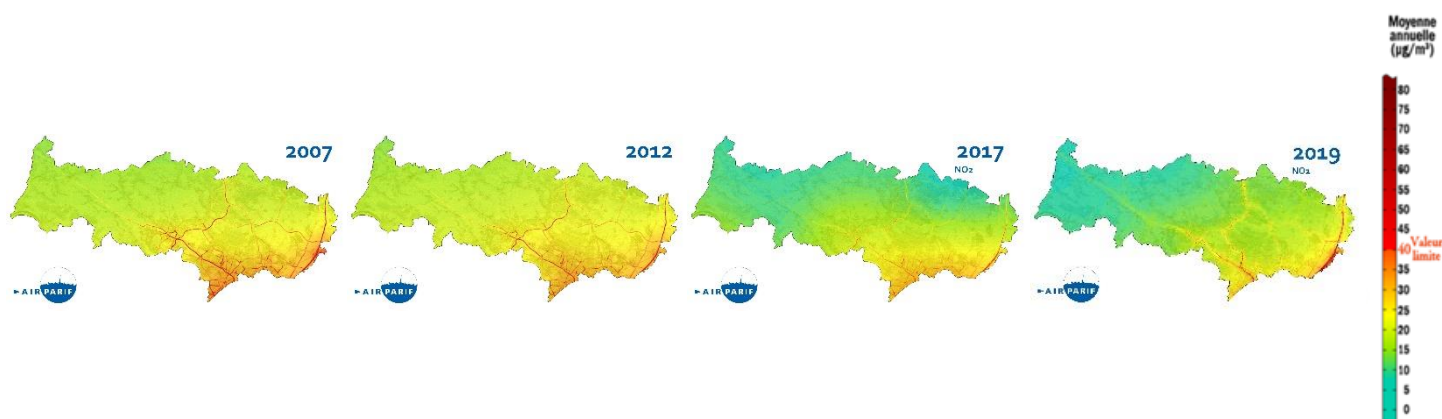 Moyenne
annuelle
(µg/m³)
2007
2012
2017
NO2
2019
NO2
80
75
70
65
60
55
50
45
40 Valeur
limite
35
30
25
20
15
10
5
0
AIRPARIF
AIRPARIF
AIRPARIF
AIRPARIF